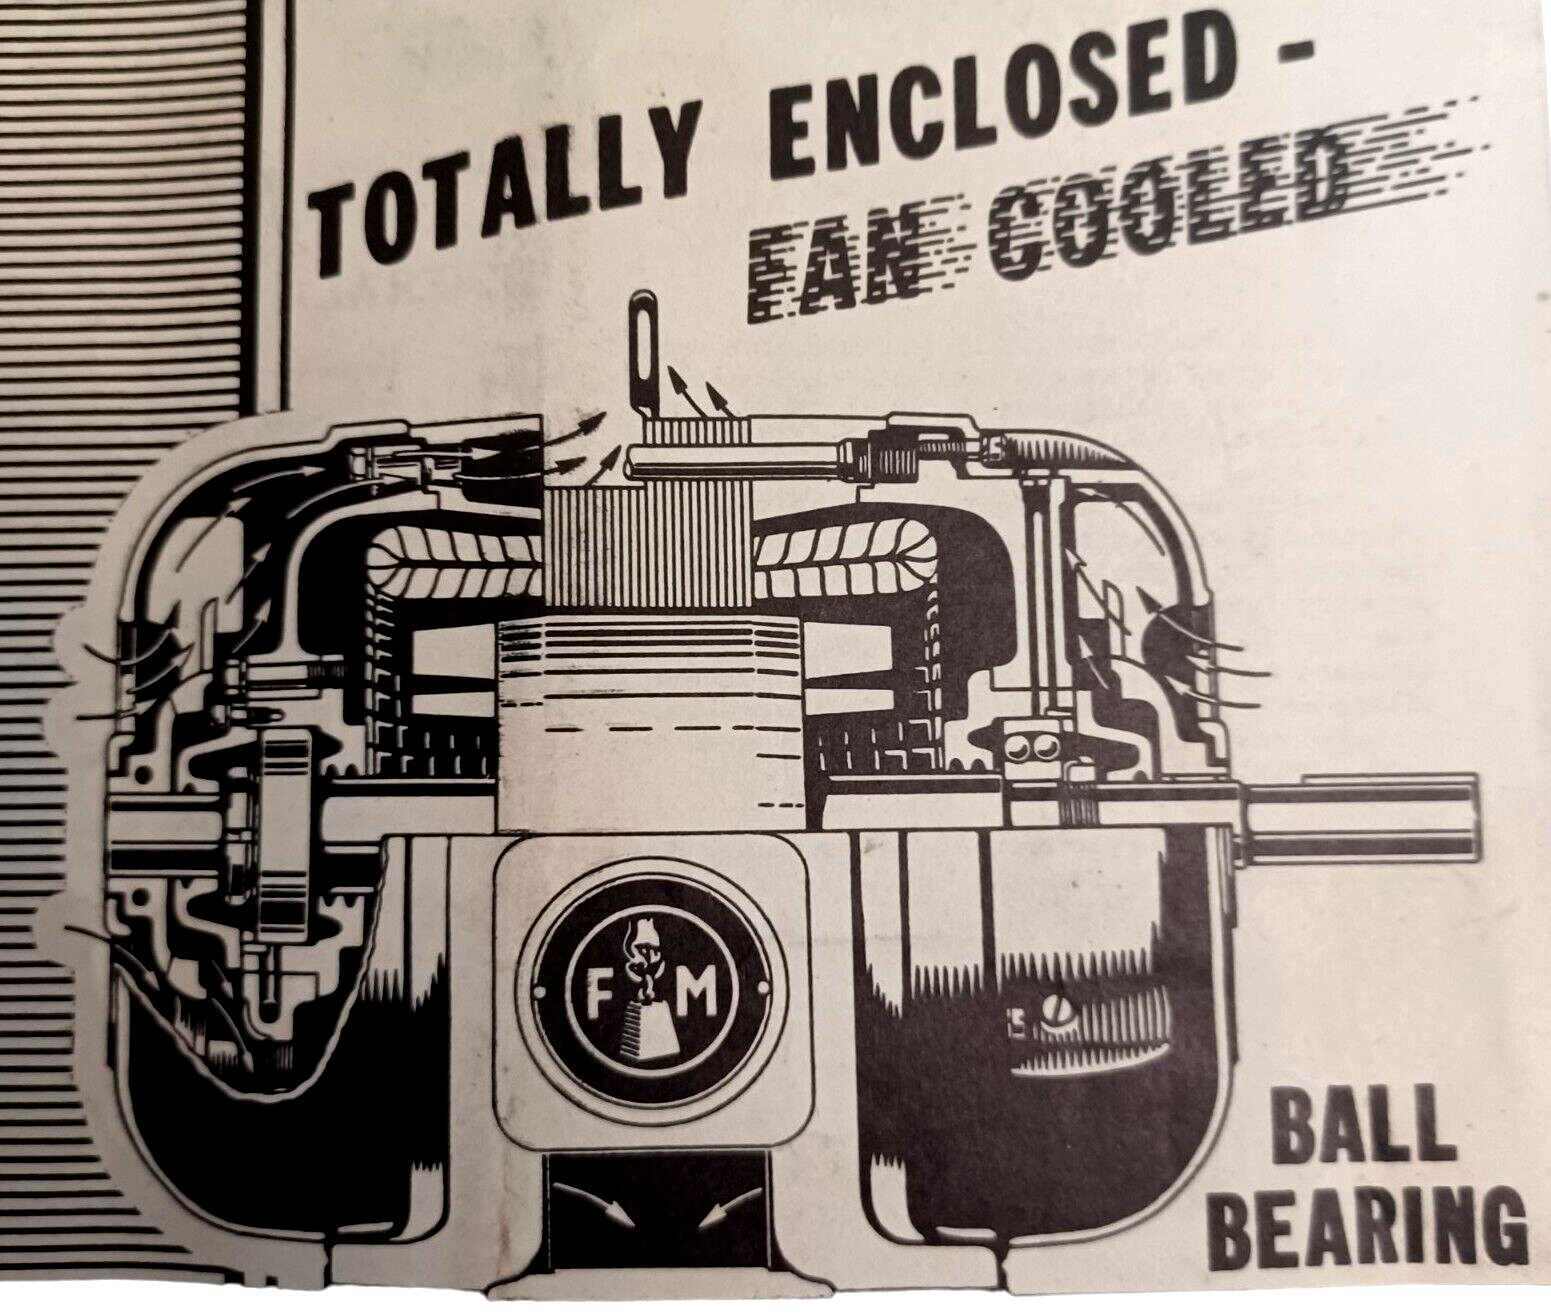 TOTALLY ENCLOSED -
FAN COOLED
F M
BALL
BEARING